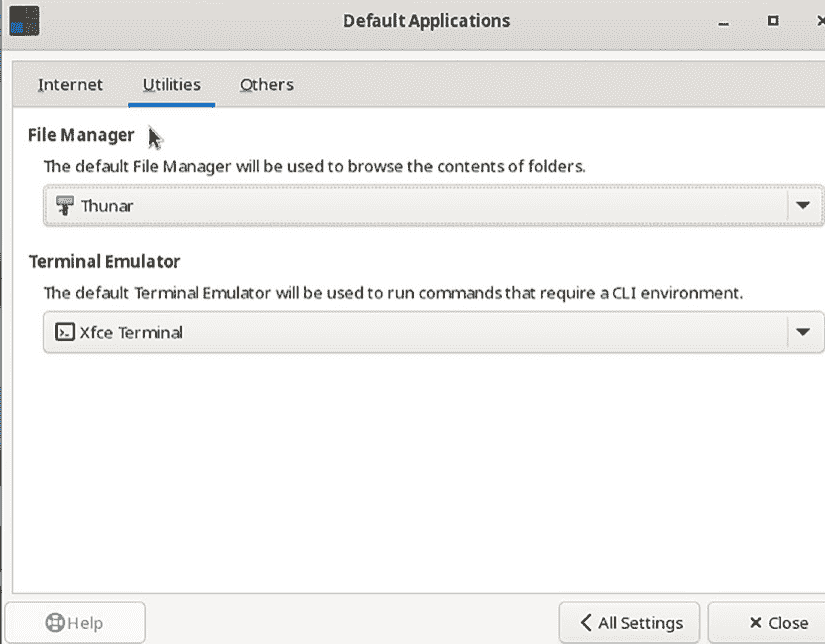 Default Applications
Internet Utilities Others
File Manager
The default File Manager will be used to browse the contents of folders.
Thunar
Terminal Emulator
The default Terminal Emulator will be used to run commands that require a CLI environment.
Xfce Terminal
Help All Settings Close